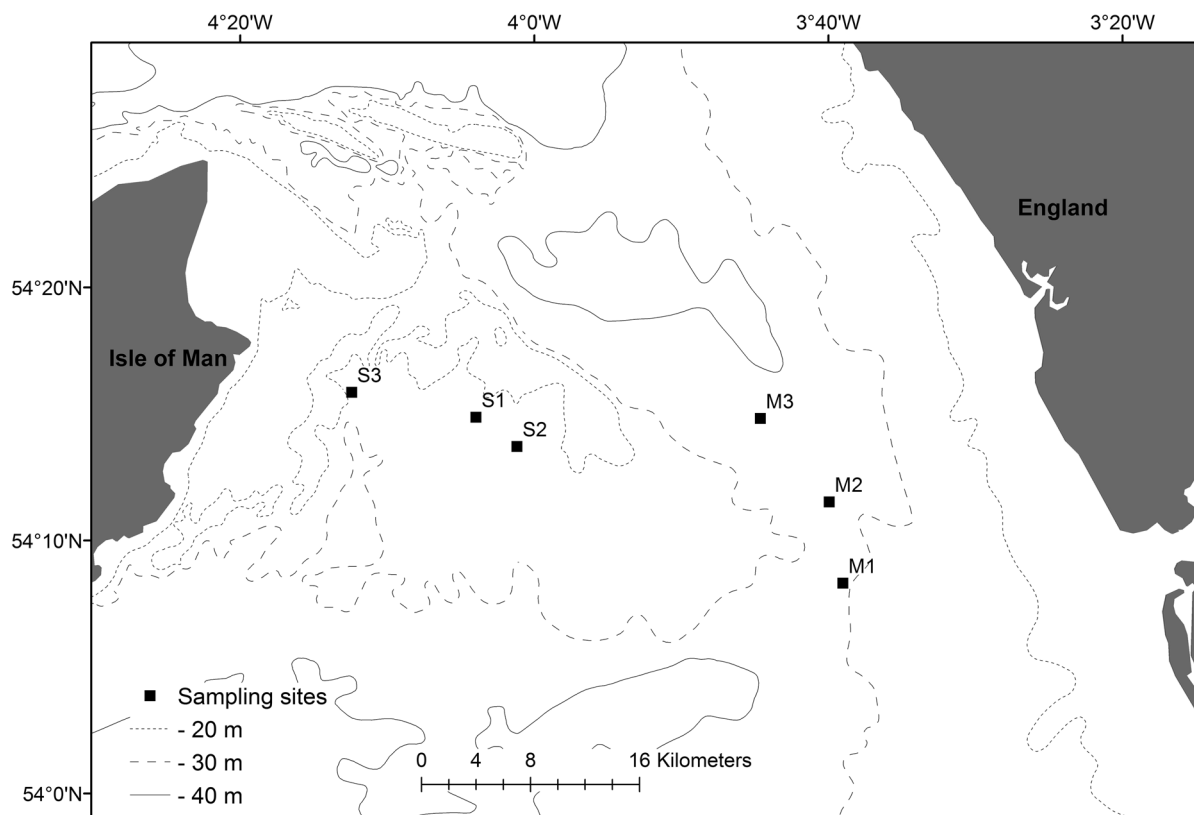 4°20'W 4°0'W 3°40'W 3°20'W
England
54°20'N
Isle of Man
S3
S1
M3
S2
M2
54°10'N
M1
Sampling sites
- 20 m
- 30 m
0 4 8 16 Kilometers
- 40 m
54°0'N